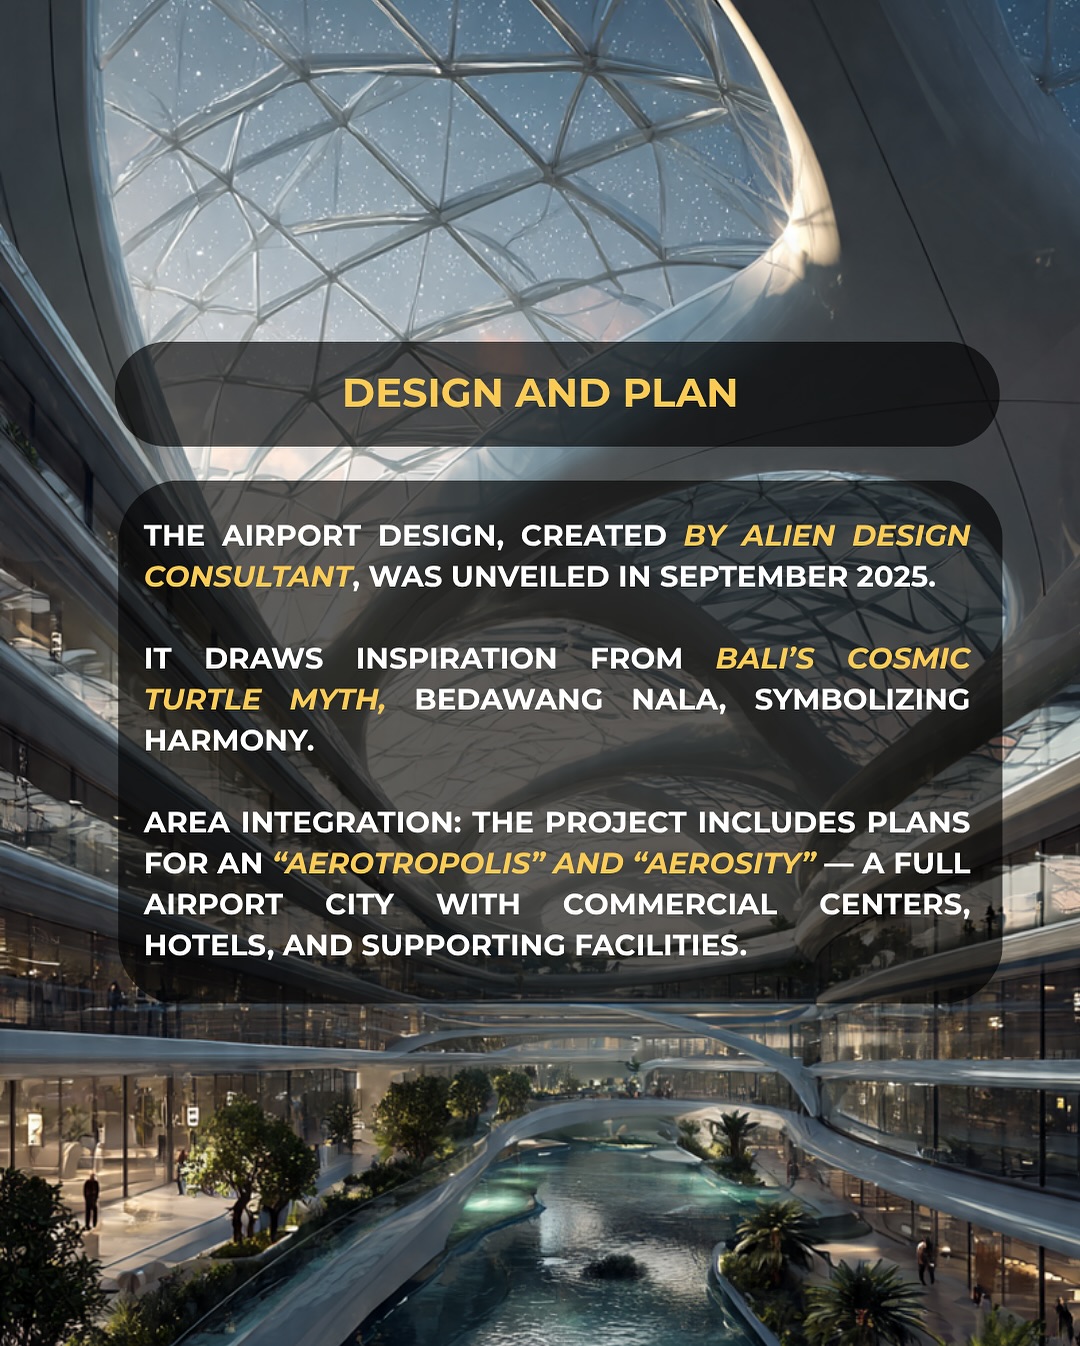 DESIGN AND PLAN
THE AIRPORT DESIGN, CREATED BY ALIEN DESIGN
CONSULTANT, WAS UNVEILED IN SEPTEMBER 2025.
IT DRAWS INSPIRATION FROM BALI’S COSMIC
TURTLE MYTH, BEDAWANG NALA, SYMBOLIZING
HARMONY.
AREA INTEGRATION: THE PROJECT INCLUDES PLANS
FOR AN “AEROTROPOLIS” AND “AEROSITY” — A FULL
AIRPORT CITY WITH COMMERCIAL CENTERS,
HOTELS, AND SUPPORTING FACILITIES.